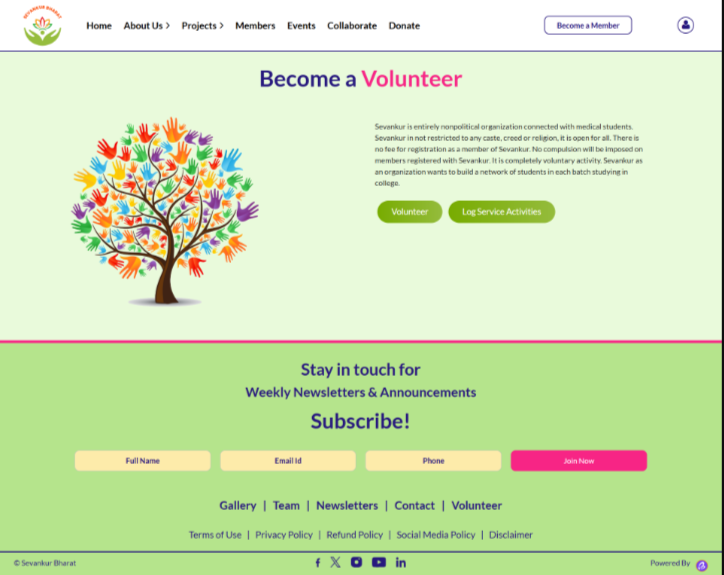 SEVANKUR BHARAT
Home About Us > Projects > Members Events Collaborate Donate Become a Member
Become a Volunteer
Sevankur is entirely nonpolitical organization connected with medical students.
Sevankur in not restricted to any caste, creed or religion, it is open for all. There is
no fee for registration as a member of Sevankur. No compulsion will be imposed on
members registered with Sevankur. It is completely voluntary activity. Sevankur as
an organization wants to build a network of students in each batch studying in
college.
Volunteer Log Service Activities
Stay in touch for
Weekly Newsletters & Announcements
Subscribe!
Full Name Email Id Phone Join Now
Gallery | Team | Newsletters | Contact | Volunteer
Terms of Use | Privacy Policy | Refund Policy | Social Media Policy | Disclaimer
© Sevankur Bharat Powered By